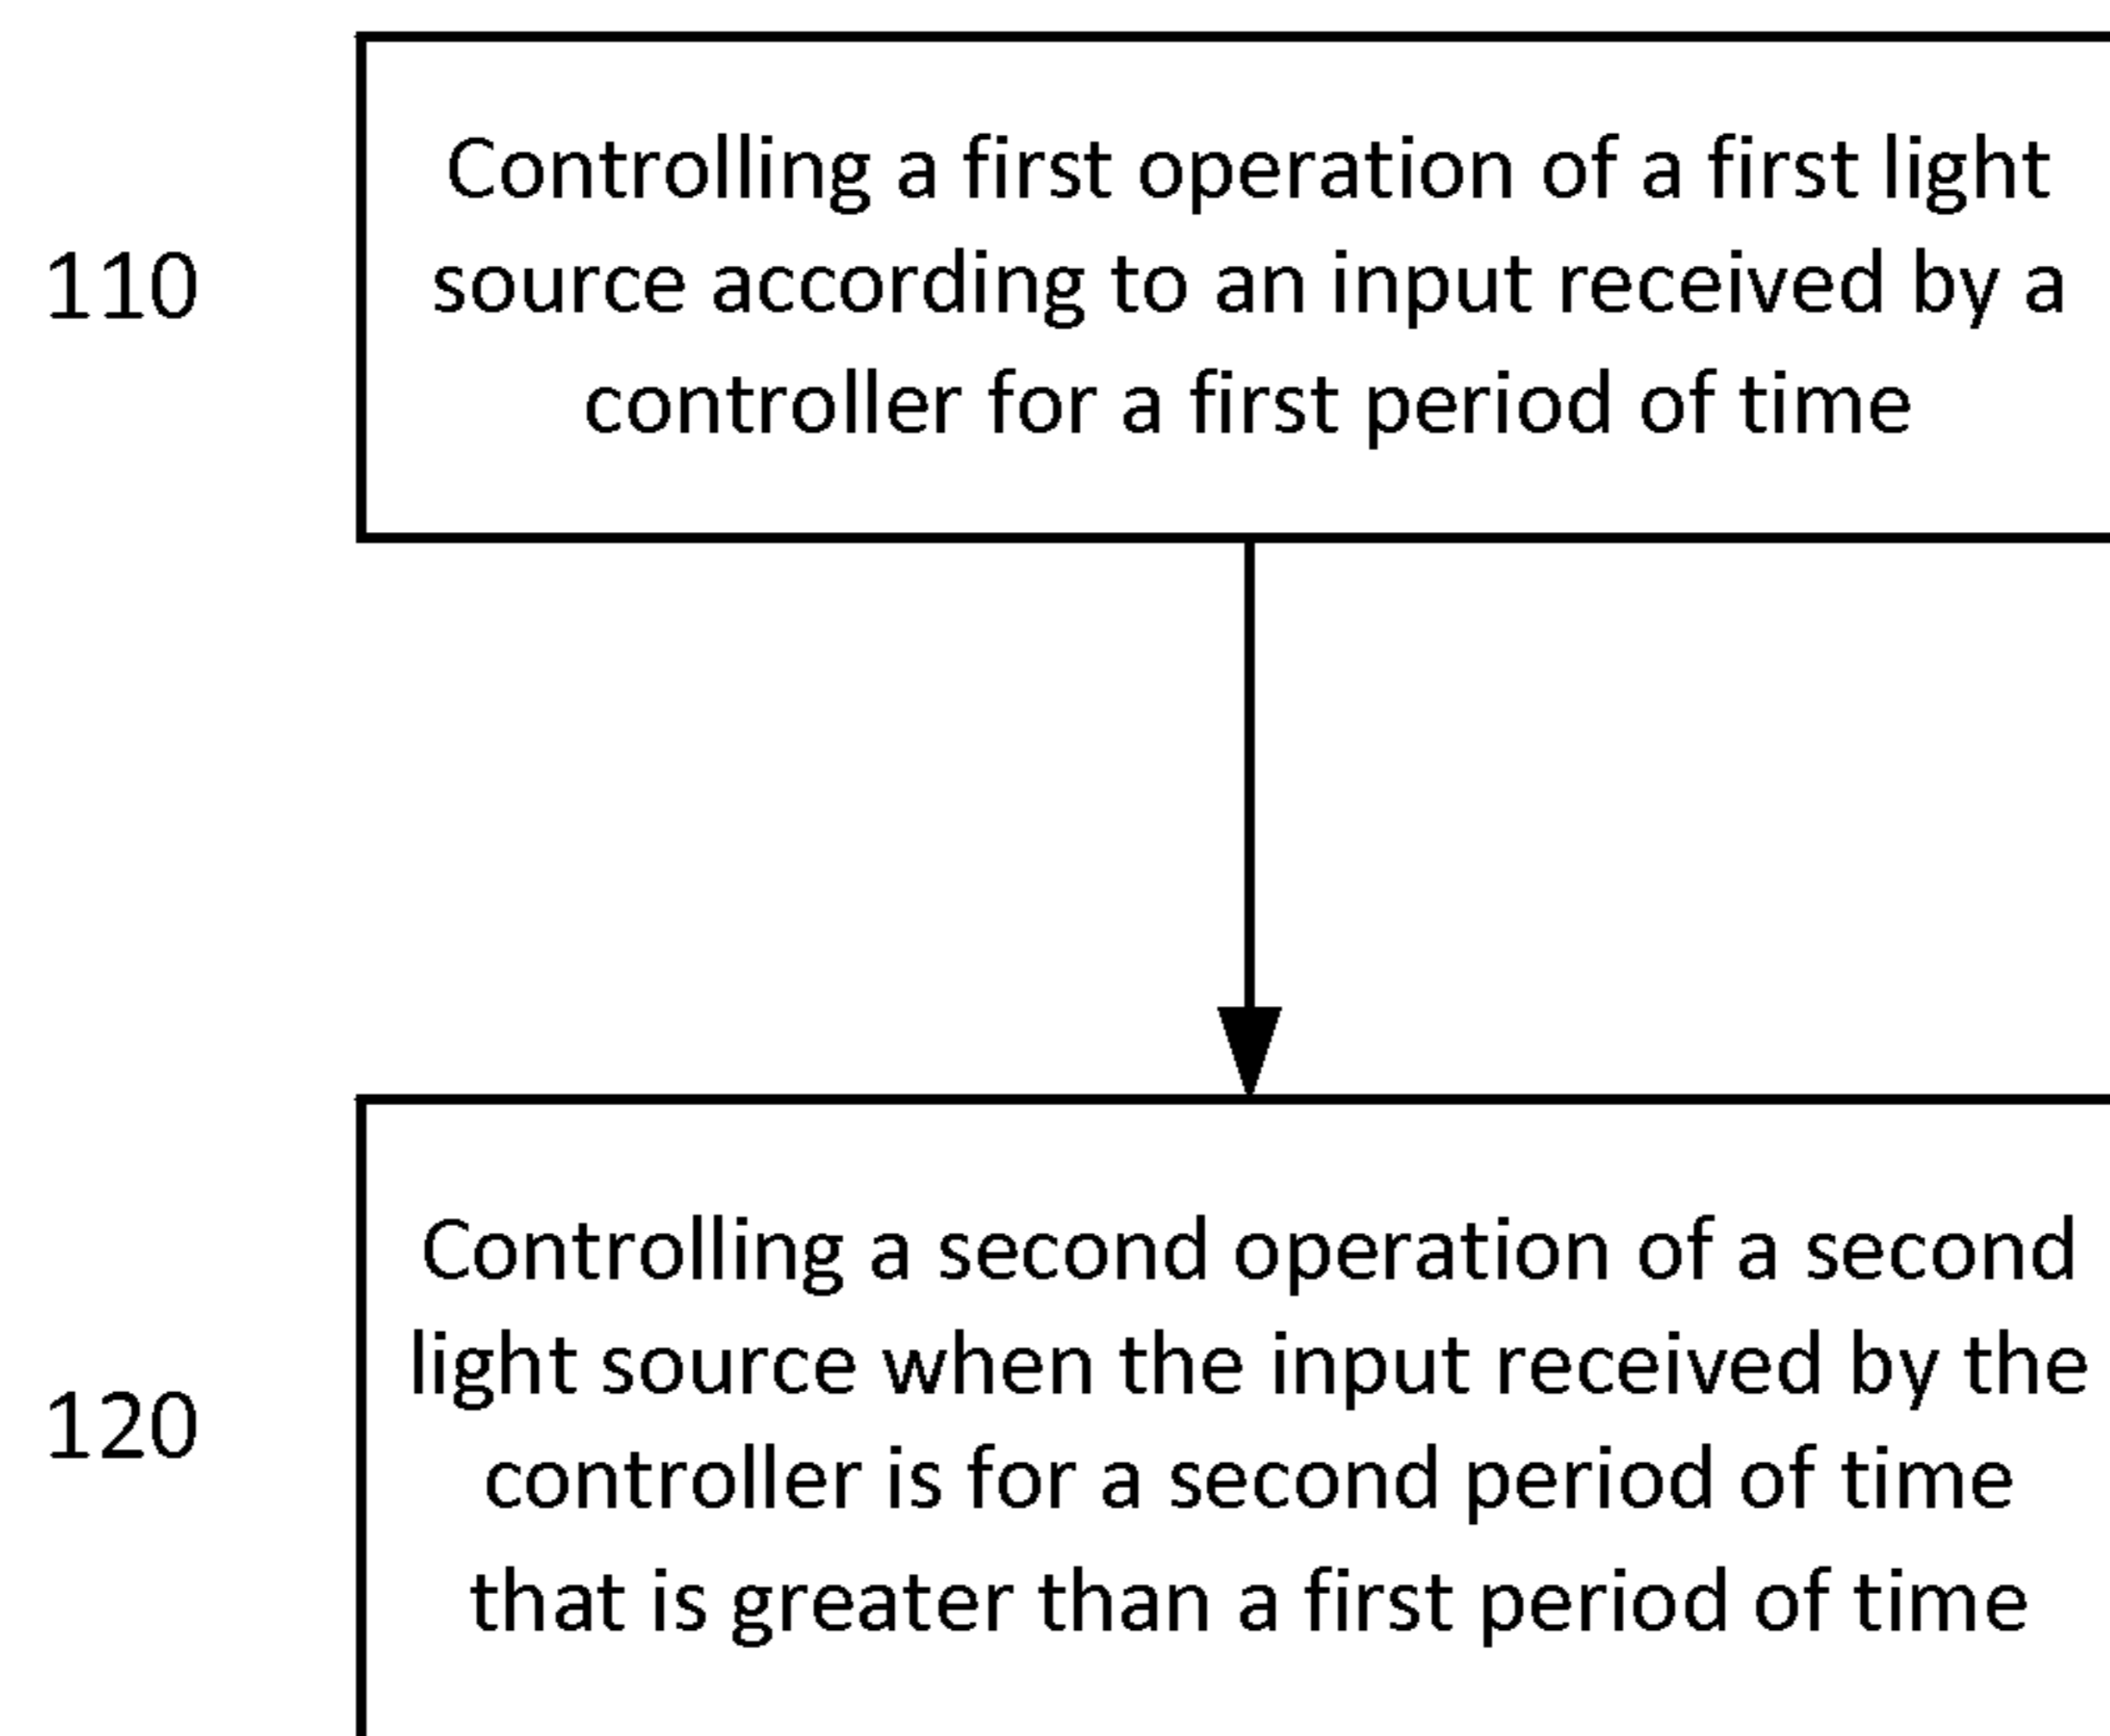 Controlling a first operation of a first light
source according to an input received by a
controller for a first period of time
110
Controlling a second operation of a second
light source when the input received by the
controller is for a second period of time
that is greater than a first period of time
120